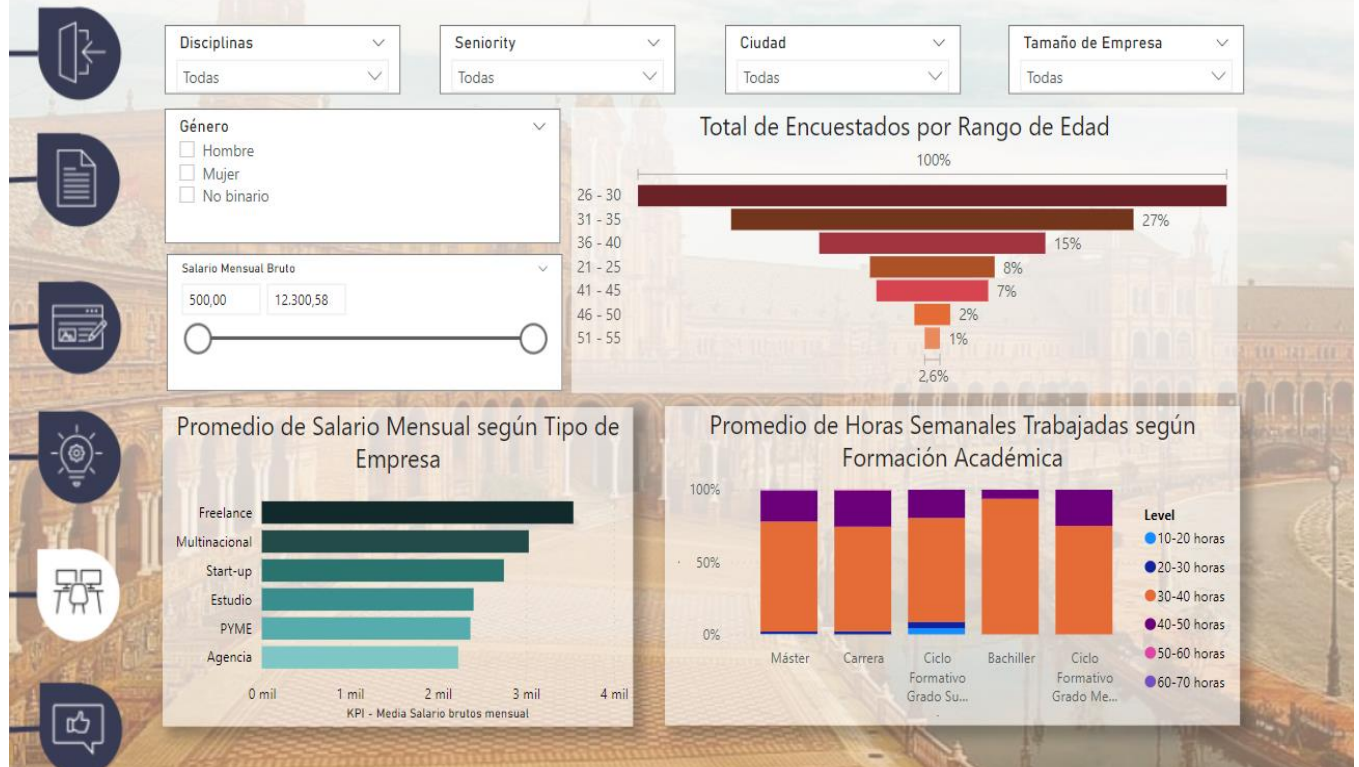 Disciplinas
Todas
Seniority
Todas
Ciudad
Todas
Tamaño de Empresa
Todas
Género
Hombre
Mujer
No binario
Salario Mensual Bruto
500,00
12.300,58
Total de Encuestados por Rango de Edad
100%
26 - 30
31 - 35
27%
36 - 40
15%
21 - 25
8%
41 - 45
7%
46 - 50
2%
51 - 55
1%
2,6%
Promedio de Salario Mensual según Tipo de
Empresa
Freelance
Multinacional
Start-up
Estudio
PYME
Agencia
0 mil
1 mil
2 mil
3 mil
4 mil
KPI - Media Salario brutos mensual
Promedio de Horas Semanales Trabajadas según
Formación Académica
100%
50%
0%
Máster
Carrera
Ciclo
Formativo
Grado Su...
Bachiller
Ciclo
Formativo
Grado Me...
Level
10-20 horas
20-30 horas
30-40 horas
40-50 horas
50-60 horas
60-70 horas